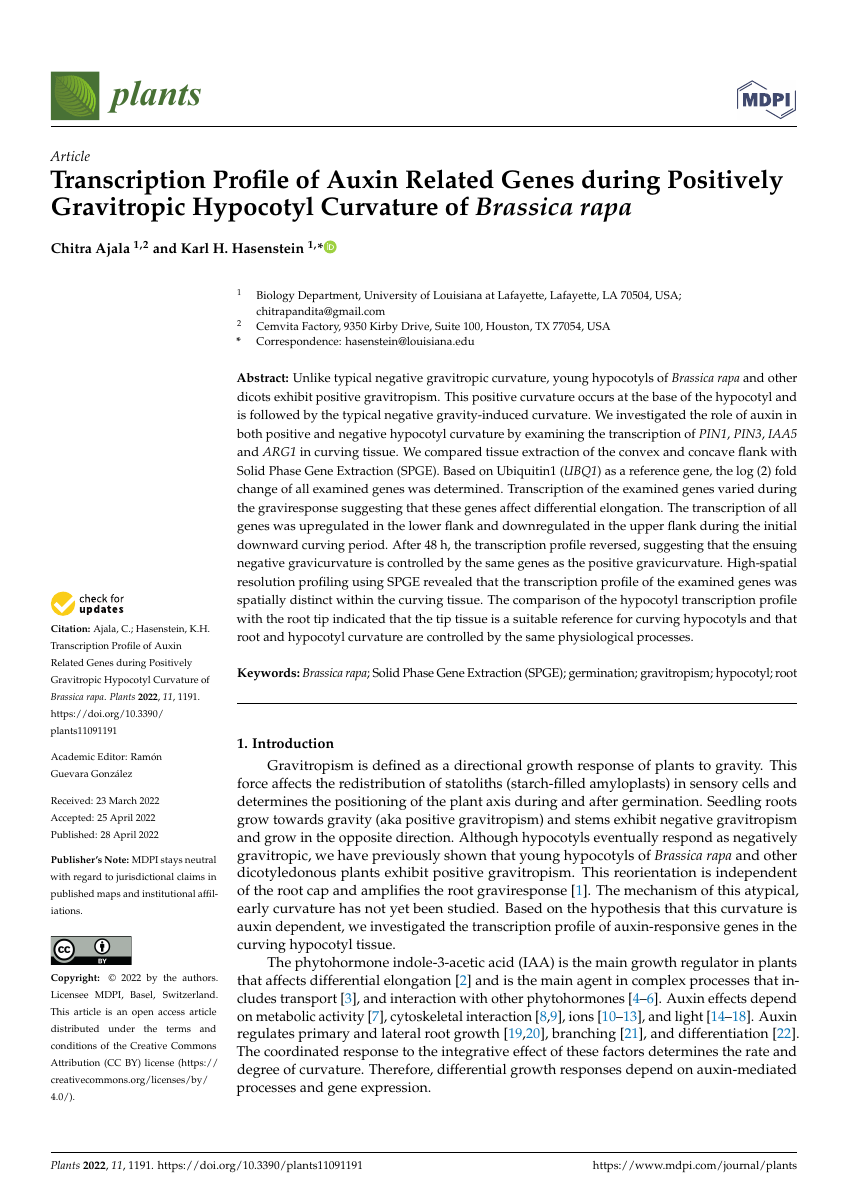 plants
MDPI
Article
Transcription Profile of Auxin Related Genes during Positively
Gravitropic Hypocotyl Curvature of Brassica rapa
Chitra Ajala 1,2 and Karl H. Hasenstein 1,* iD
1 Biology Department, University of Louisiana at Lafayette, Lafayette, LA 70504, USA;
chitrapandita@gmail.com
2 Cemvita Factory, 9350 Kirby Drive, Suite 100, Houston, TX 77054, USA
* Correspondence: hasenstein@louisiana.edu
Abstract: Unlike typical negative gravitropic curvature, young hypocotyls of Brassica rapa and other
dicots exhibit positive gravitropism. This positive curvature occurs at the base of the hypocotyl and
is followed by the typical negative gravity-induced curvature. We investigated the role of auxin in
both positive and negative hypocotyl curvature by examining the transcription of PIN1, PIN3, IAA5
and ARG1 in curving tissue. We compared tissue extraction of the convex and concave flank with
Solid Phase Gene Extraction (SPGE). Based on Ubiquitin1 (UBQ1) as a reference gene, the log (2) fold
change of all examined genes was determined. Transcription of the examined genes varied during
the graviresponse suggesting that these genes affect differential elongation. The transcription of all
genes was upregulated in the lower flank and downregulated in the upper flank during the initial
downward curving period. After 48 h, the transcription profile reversed, suggesting that the ensuing
negative gravicurvature is controlled by the same genes as the positive gravicurvature. High-spatial
resolution profiling using SPGE revealed that the transcription profile of the examined genes was
spatially distinct within the curving tissue. The comparison of the hypocotyl transcription profile
with the root tip indicated that the tip tissue is a suitable reference for curving hypocotyls and that
root and hypocotyl curvature are controlled by the same physiological processes.
Keywords: Brassica rapa; Solid Phase Gene Extraction (SPGE); germination; gravitropism; hypocotyl; root
check for
updates
Citation: Ajala, C.; Hasenstein, K.H.
Transcription Profile of Auxin
Related Genes during Positively
Gravitropic Hypocotyl Curvature of
Brassica rapa. Plants 2022, 11, 1191.
https://doi.org/10.3390/
plants11091191
Academic Editor: Ramón
Guevara González
Received: 23 March 2022
Accepted: 25 April 2022
Published: 28 April 2022
Publisher's Note: MDPI stays neutral
with regard to jurisdictional claims in
published maps and institutional affil-
iations.
CC BY
Copyright: © 2022 by the authors.
Licensee MDPI, Basel, Switzerland.
This article is an open access article
distributed under the terms and
conditions of the Creative Commons
Attribution (CC BY) license (https://
creativecommons.org/licenses/by/
4.0/).
1. Introduction
Gravitropism is defined as a directional growth response of plants to gravity. This
force affects the redistribution of statoliths (starch-filled amyloplasts) in sensory cells and
determines the positioning of the plant axis during and after germination. Seedling roots
grow towards gravity (aka positive gravitropism) and stems exhibit negative gravitropism
and grow in the opposite direction. Although hypocotyls eventually respond as negatively
gravitropic, we have previously shown that young hypocotyls of Brassica rapa and other
dicotyledonous plants exhibit positive gravitropism. This reorientation is independent
of the root cap and amplifies the root graviresponse [1]. The mechanism of this atypical,
early curvature has not yet been studied. Based on the hypothesis that this curvature is
auxin dependent, we investigated the transcription profile of auxin-responsive genes in the
curving hypocotyl tissue.
The phytohormone indole-3-acetic acid (IAA) is the main growth regulator in plants
that affects differential elongation [2] and is the main agent in complex processes that in-
cludes transport [3], and interaction with other phytohormones [4–6]. Auxin effects depend
on metabolic activity [7], cytoskeletal interaction [8,9], ions [10–13], and light [14–18]. Auxin
regulates primary and lateral root growth [19,20], branching [21], and differentiation [22].
The coordinated response to the integrative effect of these factors determines the rate and
degree of curvature. Therefore, differential growth responses depend on auxin-mediated
processes and gene expression.
Plants 2022, 11, 1191. https://doi.org/10.3390/plants11091191
https://www.mdpi.com/journal/plants